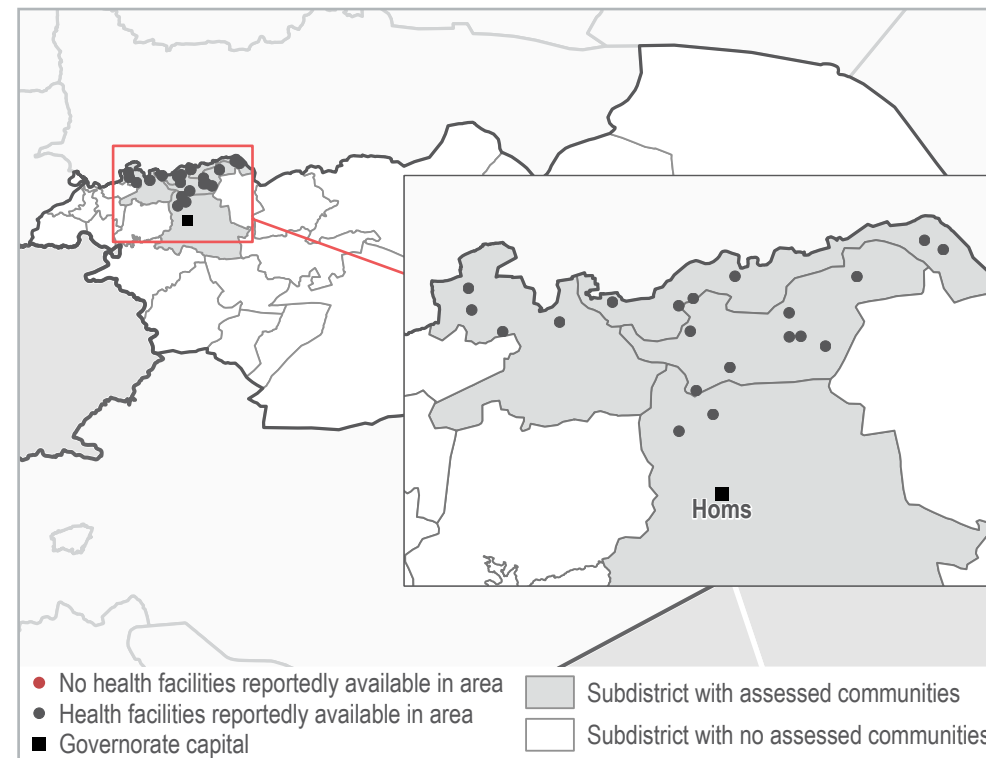 Homs
No health facilities reportedly available in area
Health facilities reportedly available in area
Governorate capital
Subdistrict with assessed communities
Subdistrict with no assessed communities